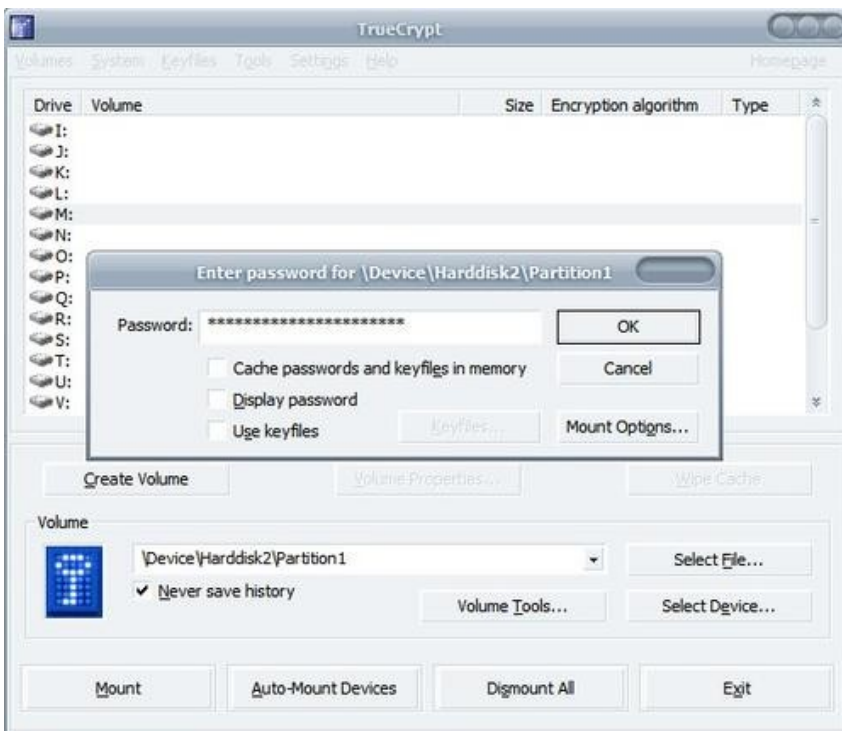 TrueCrypt
Volumes System Keyfiles Tools Settings Help Homepage
Drive Volume Size Encryption algorithm Type
I:
J:
K:
L:
M:
N:
O:
P:
Q:
R:
S:
T:
U:
V:
Enter password for \Device\Harddisk2\Partition1
Password: ********************** OK
Cache passwords and keyfiles in memory Cancel
Display password
Use keyfiles Keyfiles... Mount Options...
Create Volume Volume Properties... Wipe Cache
Volume
\Device\Harddisk2\Partition1 Select File...
Never save history
Volume Tools... Select Device...
Mount Auto-Mount Devices Dismount All Exit